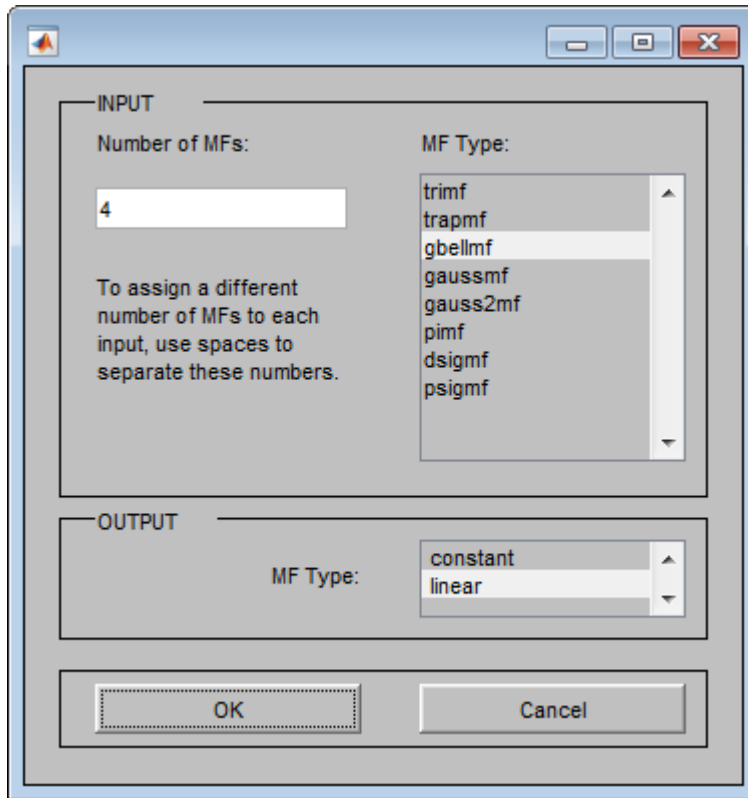 INPUT
Number of MFs:
4
To assign a different
number of MFs to each
input, use spaces to
separate these numbers.
MF Type:
trimf
trapmf
gbellmf
gaussmf
gauss2mf
pimf
dsigmf
psigmf
OUTPUT
MF Type:
constant
linear
OK
Cancel